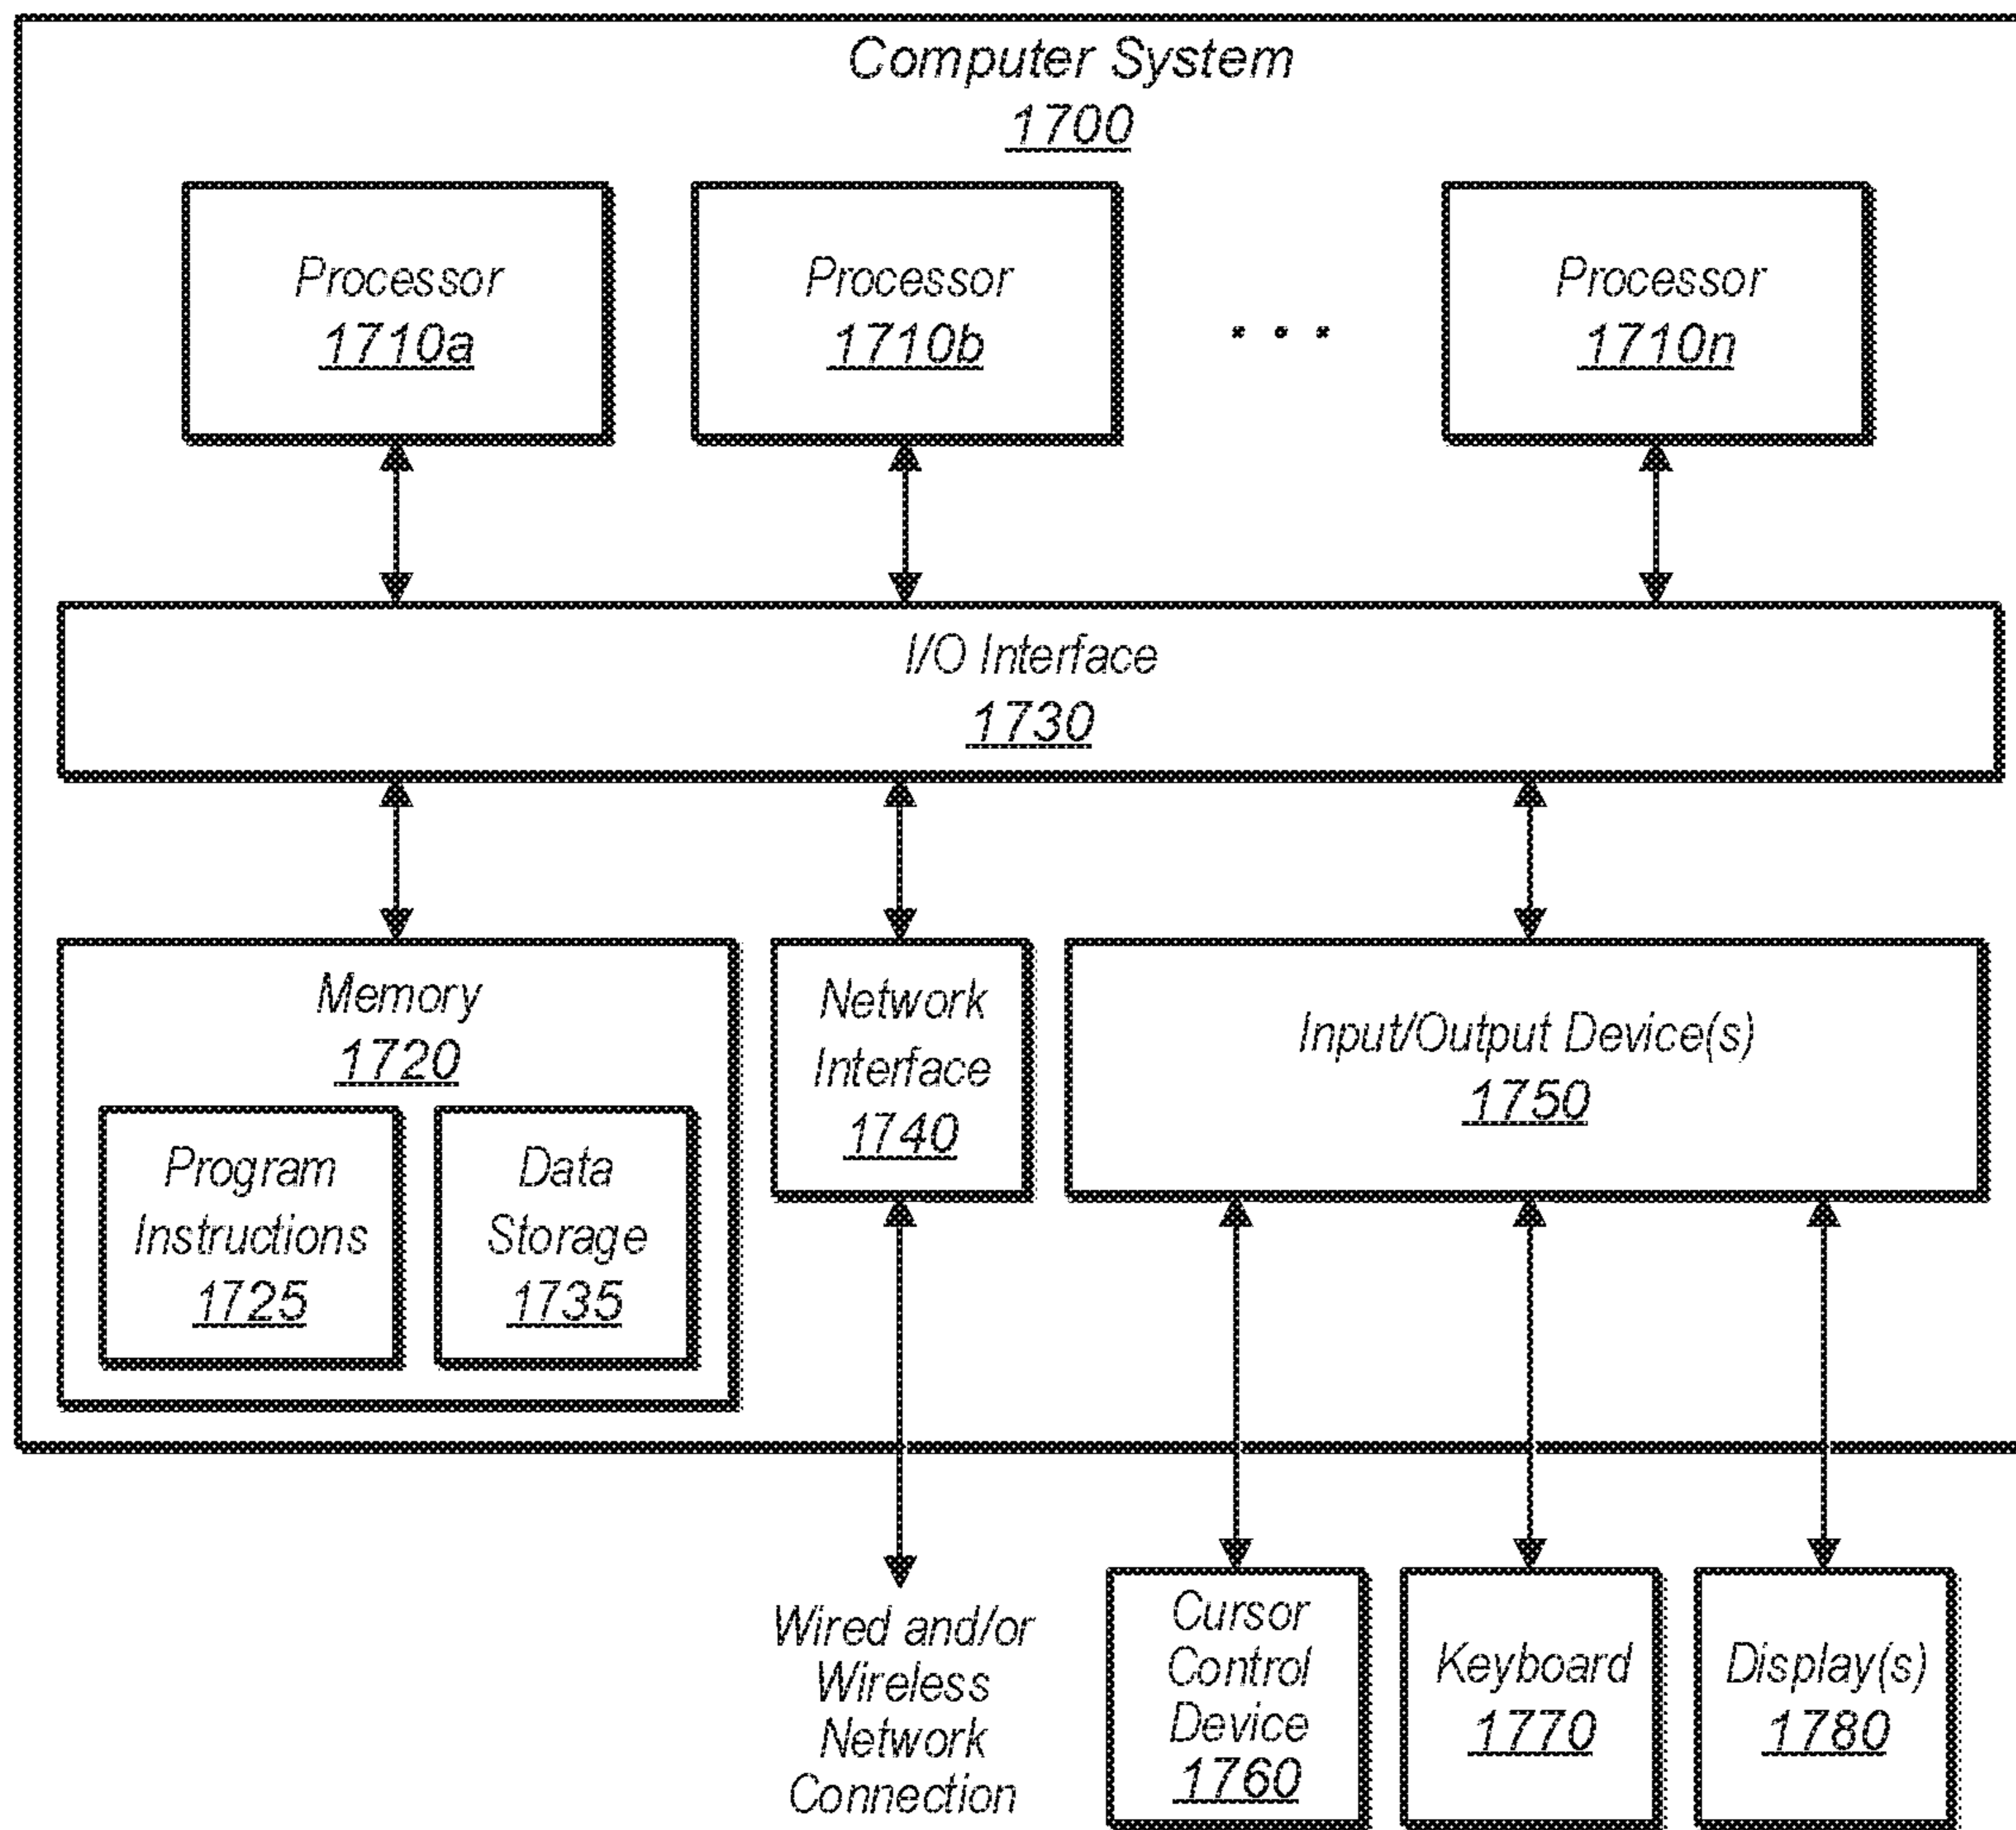 Computer System
1700
Processor
1710a
Processor
1710b
. . .
Processor
1710n
I/O Interface
1730
Memory
1720
Program
Instructions
1725
Data
Storage
1735
Network
Interface
1740
Input/Output Device(s)
1750
Wired and/or
Wireless
Network
Connection
Cursor
Control
Device
1760
Keyboard
1770
Display(s)
1780